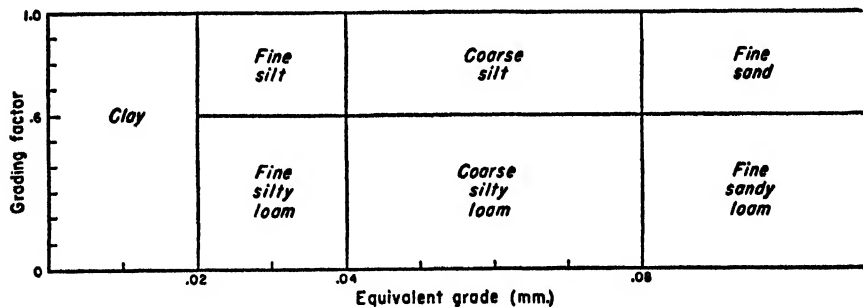 1.0
Fine
silt
Coarse
silt
Fine
sand
Grading factor
.6
Clay
Fine
silty
loam
Coarse
silty
loam
Fine
sandy
loam
0
.02
.04
.08
Equivalent grade (mm.)